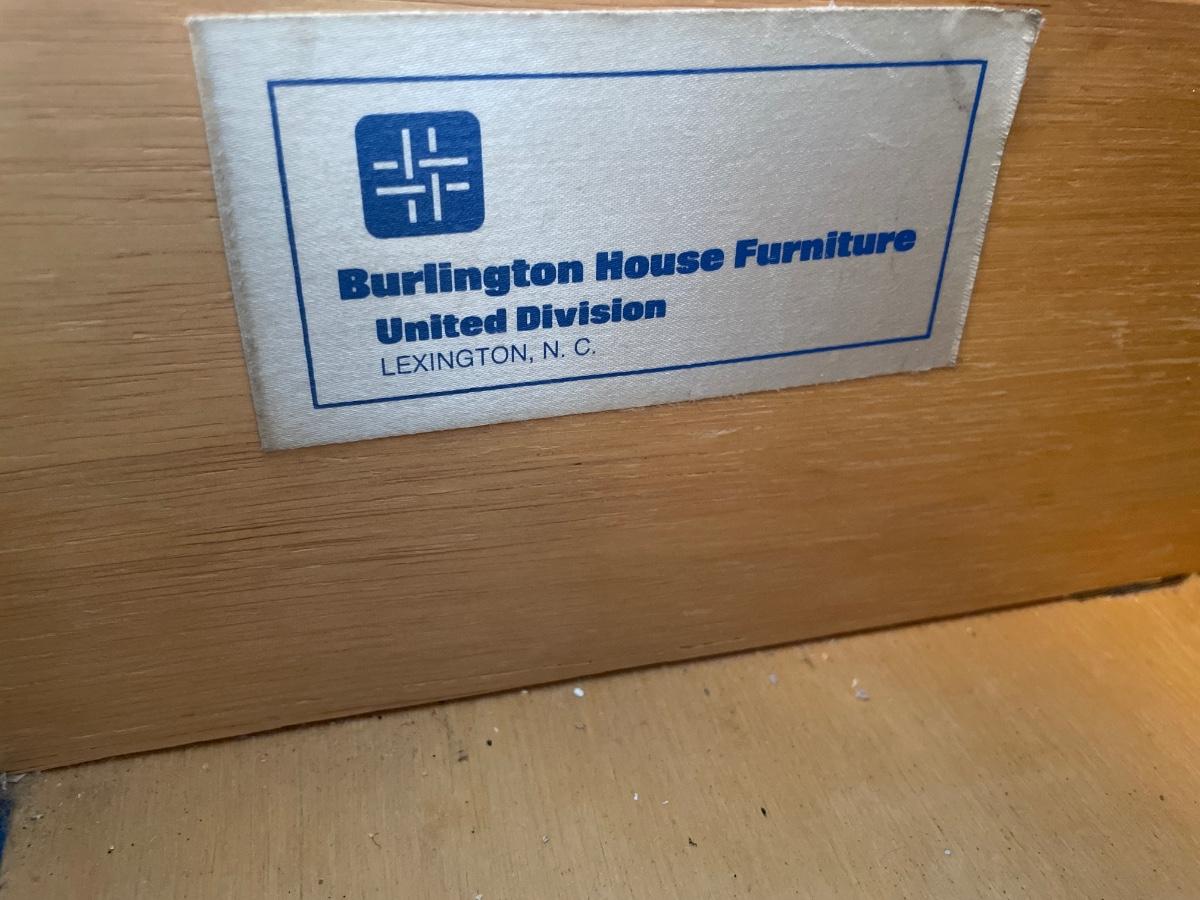 Burlington House Furniture
United Division
LEXINGTON, N. C.